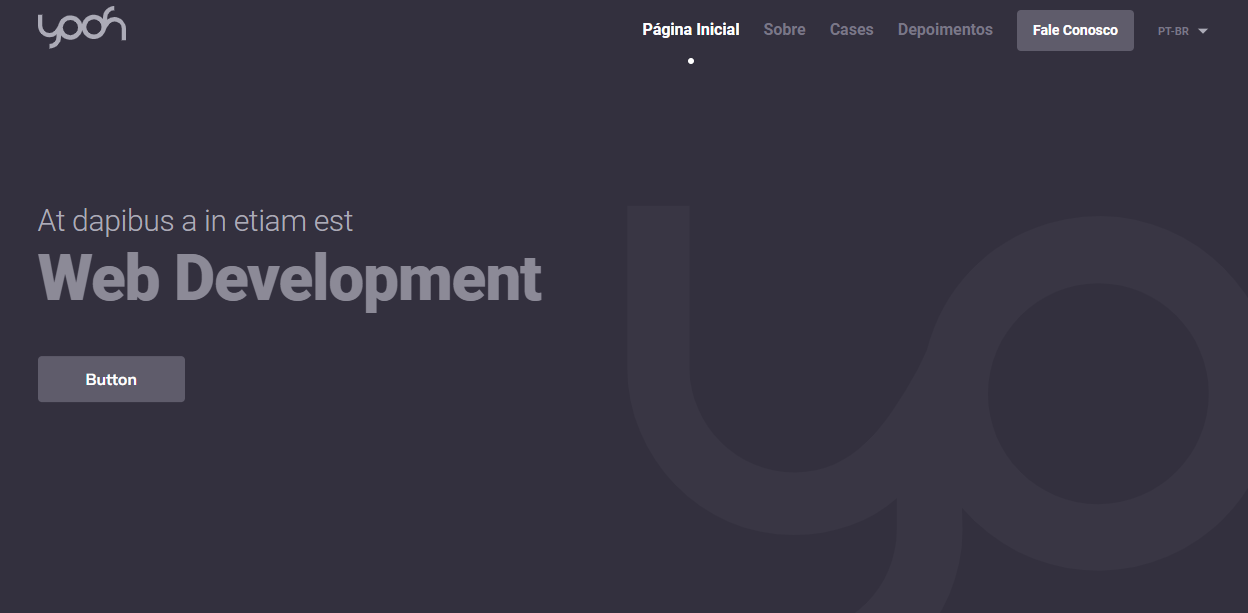 yooh
Página Inicial
Sobre
Cases
Depoimentos
Fale Conosco
PT-BR
At dapibus a in etiam est
Web Development
Button